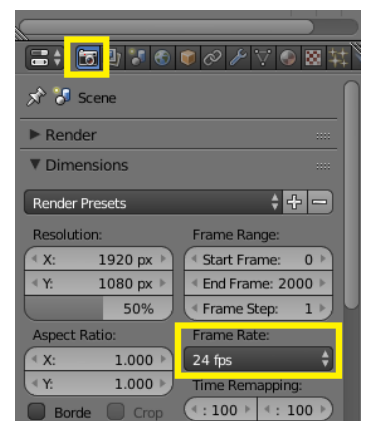 Scene
Render
Dimensions
Render Presets
Resolution: Frame Range:
X: 1920 px Start Frame: 0
Y: 1080 px End Frame: 2000
50% Frame Step: 1
Aspect Ratio: Frame Rate:
X: 1.000 24 fps
Y: 1.000 Time Remapping:
Borde Crop : 100 : 100